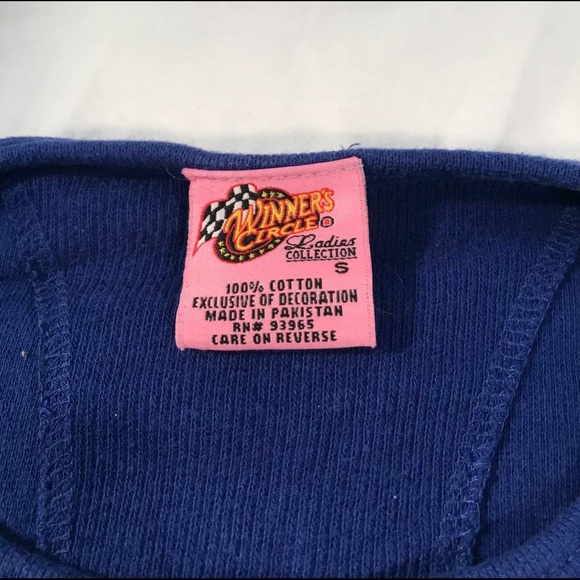 WINNER'S
CIRCLE®
Ladies
COLLECTION
S
100% COTTON
EXCLUSIVE OF DECORATION
MADE IN PAKISTAN
RN# 93965
CARE ON REVERSE